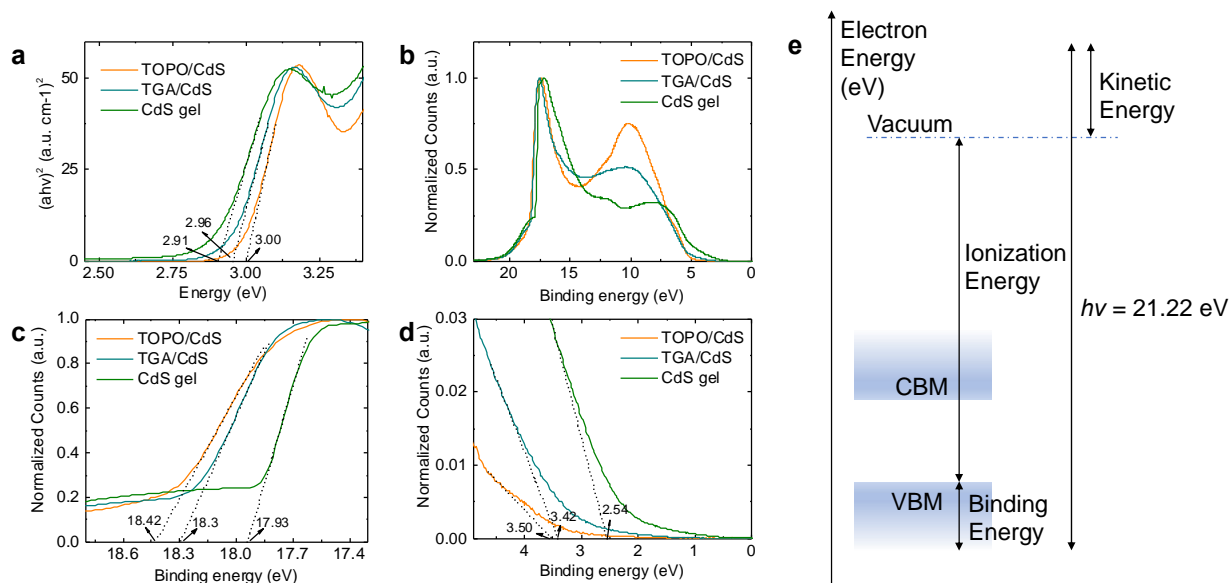 a
TOPO/CdS
TGA/CdS
CdS gel
50
25
0
(ahv)² (a.u. cm-1)²
2.96
2.91
3.00
2.50 2.75 3.00 3.25
Energy (eV)
b
TOPO/CdS
TGA/CdS
CdS gel
1.0
0.5
0.0
Normalized Counts (a.u.)
20 15 10 5 0
Binding energy (eV)
c
TOPO/CdS
TGA/CdS
CdS gel
1.0
0.8
0.6
0.4
0.2
0.0
Normalized Counts (a.u.)
18.42
18.3
17.93
18.6 18.3 18.0 17.7 17.4
Binding energy (eV)
d
TOPO/CdS
TGA/CdS
CdS gel
0.03
0.02
0.01
0.00
Normalized Counts (a.u.)
3.50
3.42
2.54
4 3 2 1 0
Binding energy (eV)
e
Electron
Energy
(eV)
Vacuum
Kinetic
Energy
Ionization
Energy
hv = 21.22 eV
CBM
VBM
Binding
Energy